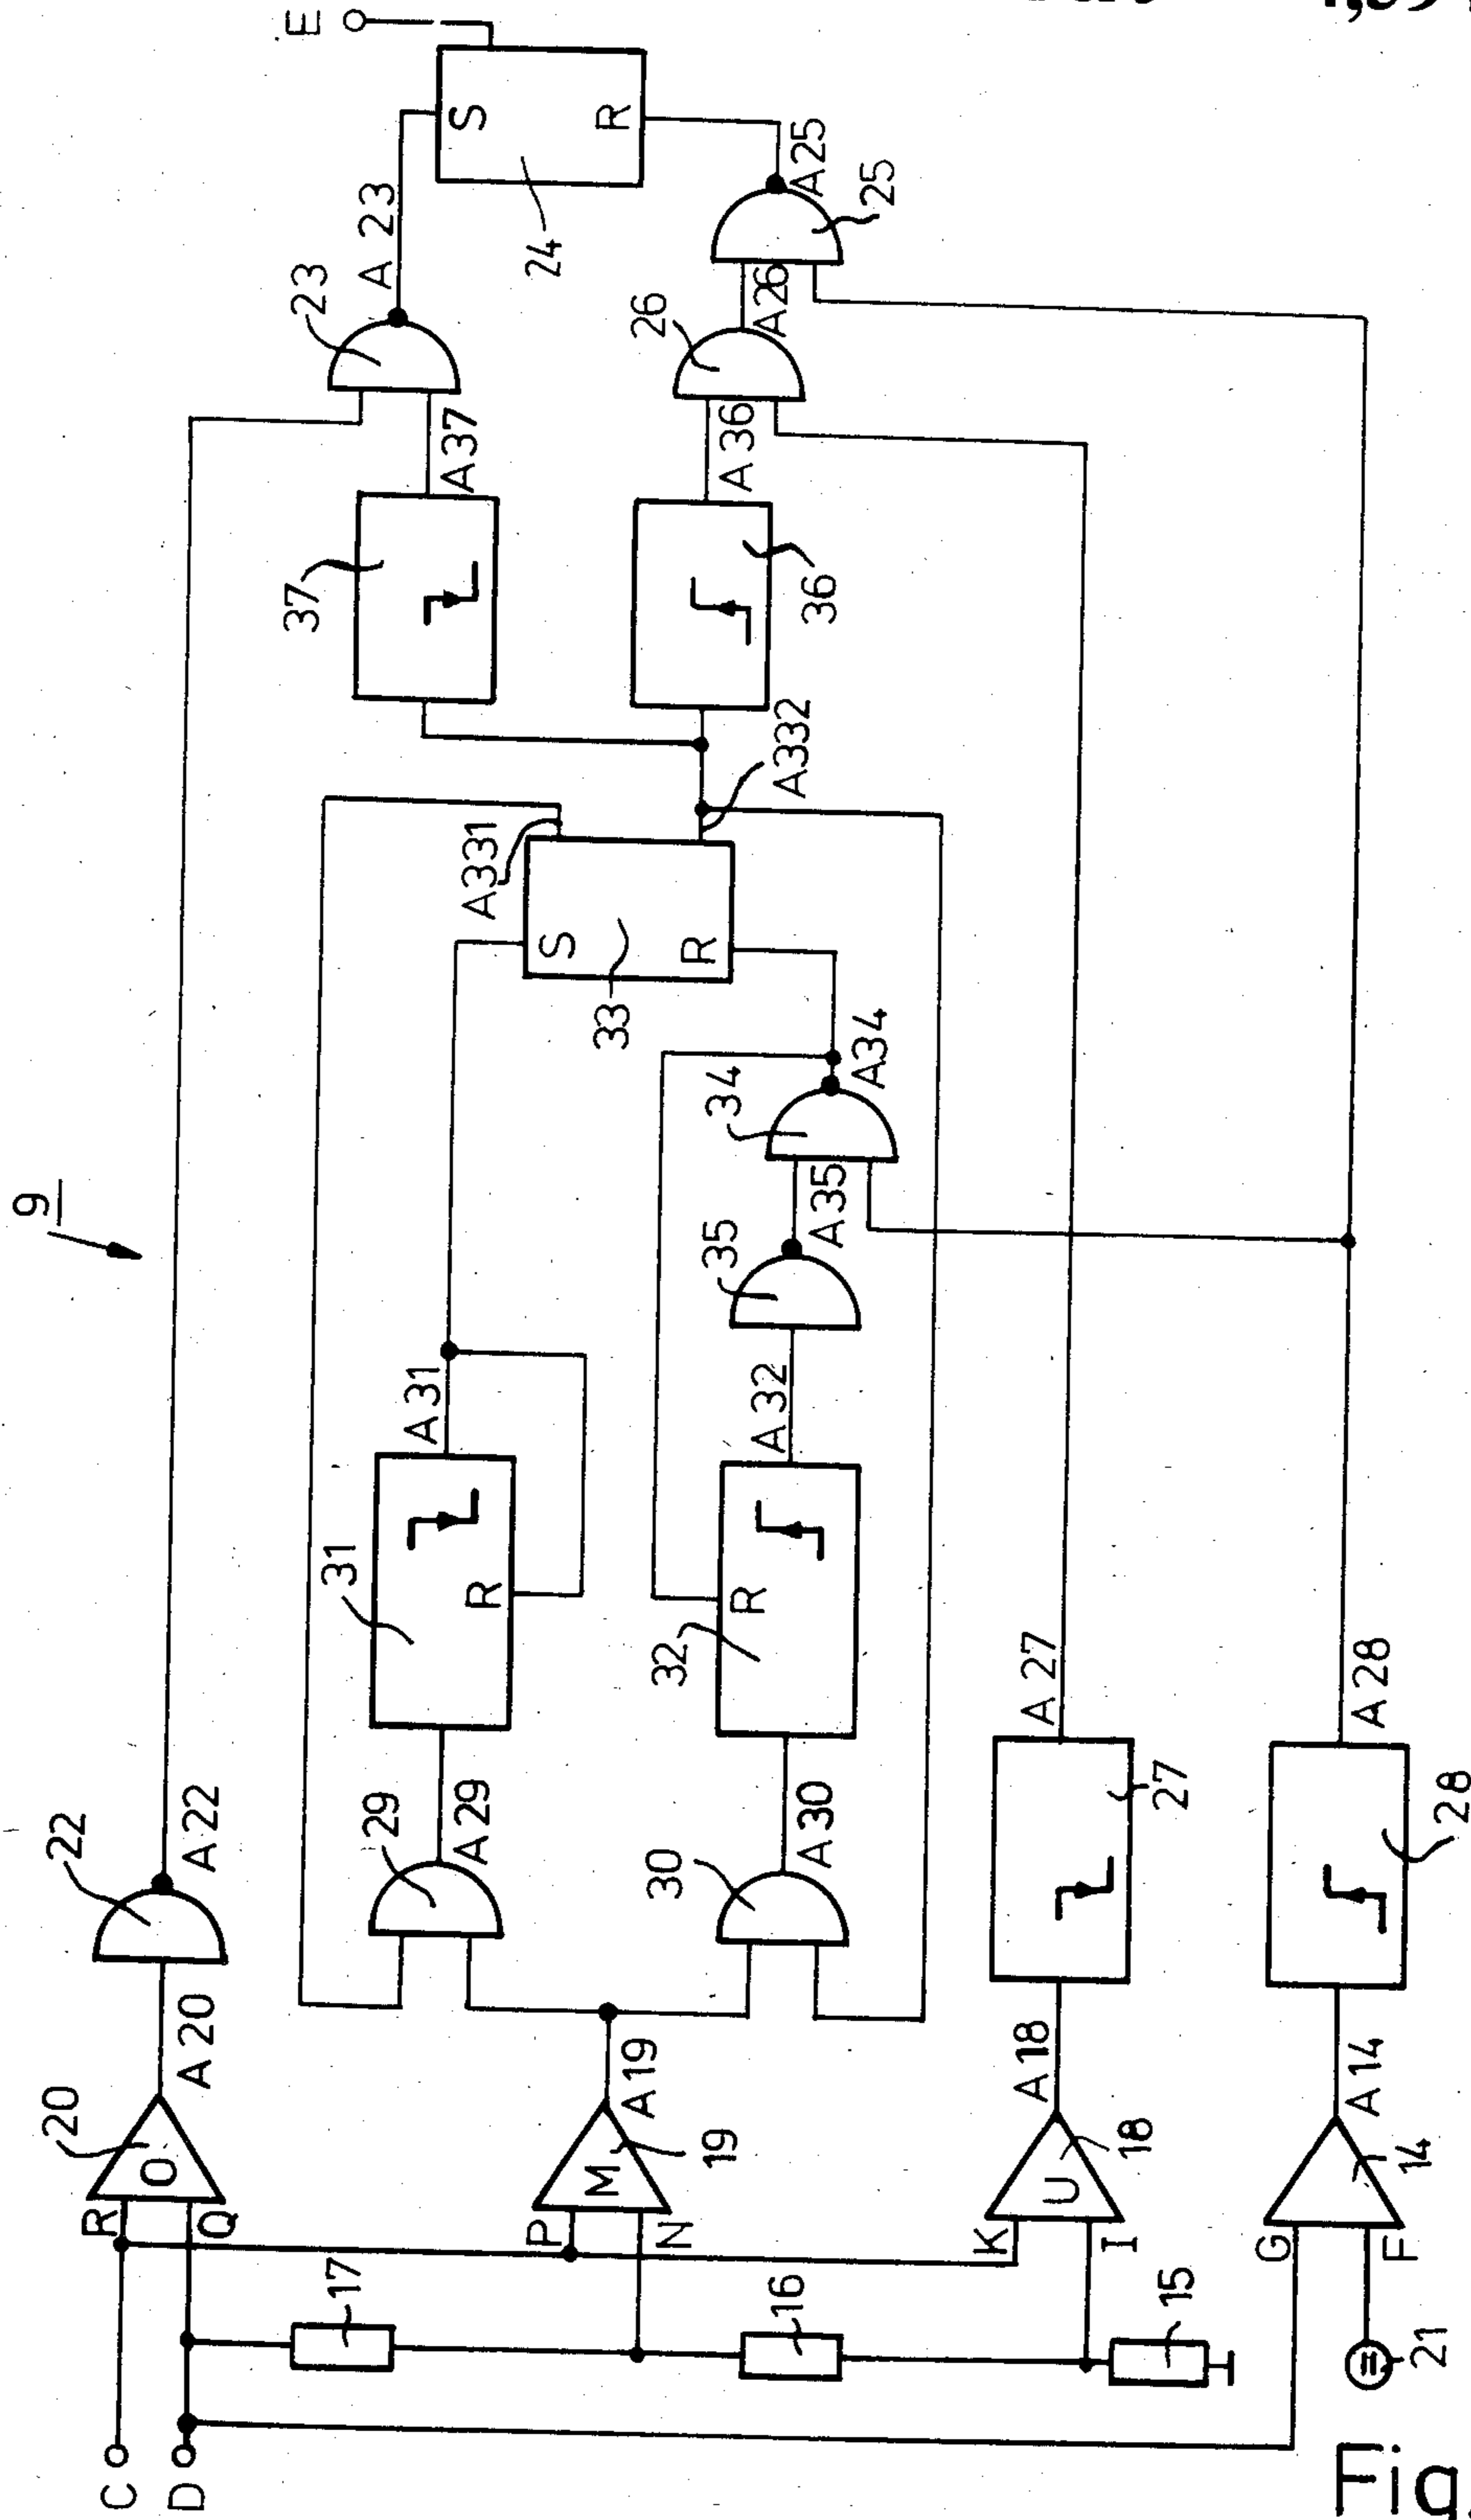 9
C
D
R
Q
20
O
A 20
22
A 22
17
16
15
P
N
M
19
A19
29
A 29
30
A 30
31
R
A 31
32
R
A 32
35
A35
34
A34
33
S
R
A331
A332
37
A37
36
A 36
23
A 23
26
A26
25
A25
24
S
R
E
K
I
U
18
A 18
27
A 27
G
F
21
14
A 14
28
A 28
Fig.